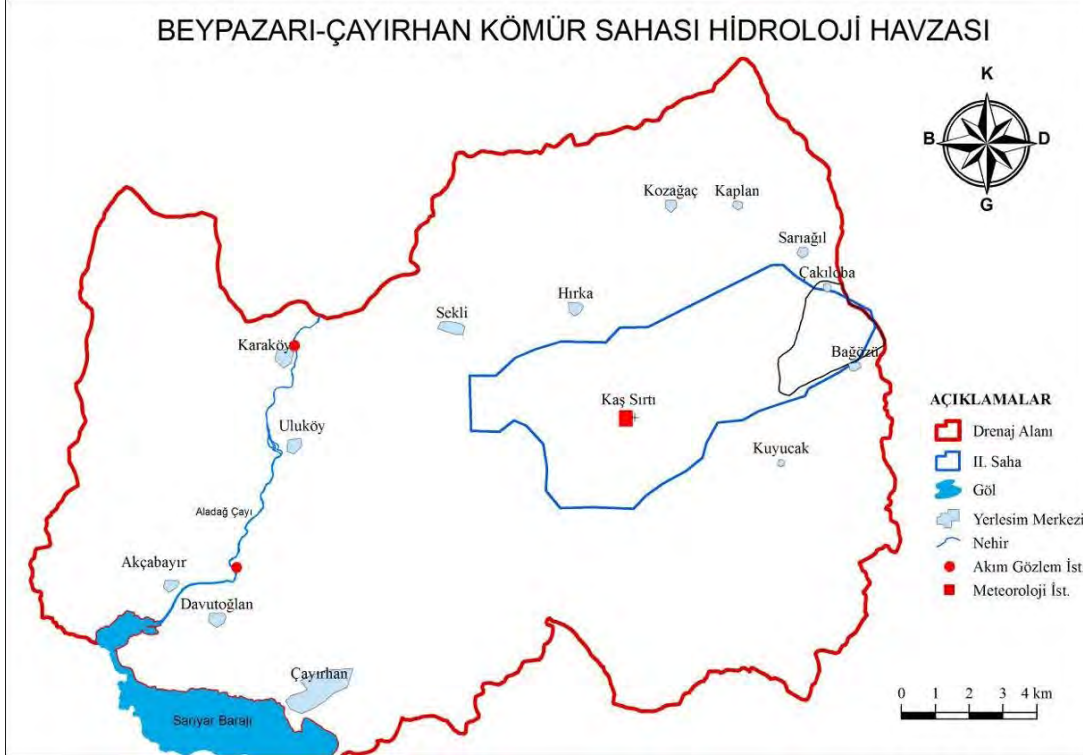 BEYPAZARI-ÇAYIRHAN KÖMÜR SAHASI HİDROLOJİ HAVZASI
K
B
D
G
Kozağaç
Kaplan
Sarıağıl
Çakıloba
Hırka
Sekli
Karaköy
Bağözü
Kaş Sırtı
Uluköy
Kuyucak
Aladağ Çayı
Akçabayır
Davutoğlan
Çayırhan
Sarıyar Barajı
AÇIKLAMALAR
Drenaj Alanı
II. Saha
Göl
Yerlesim Merkezi
Nehir
Akım Gözlem İst.
Meteoroloji İst.
0 1 2 3 4 km